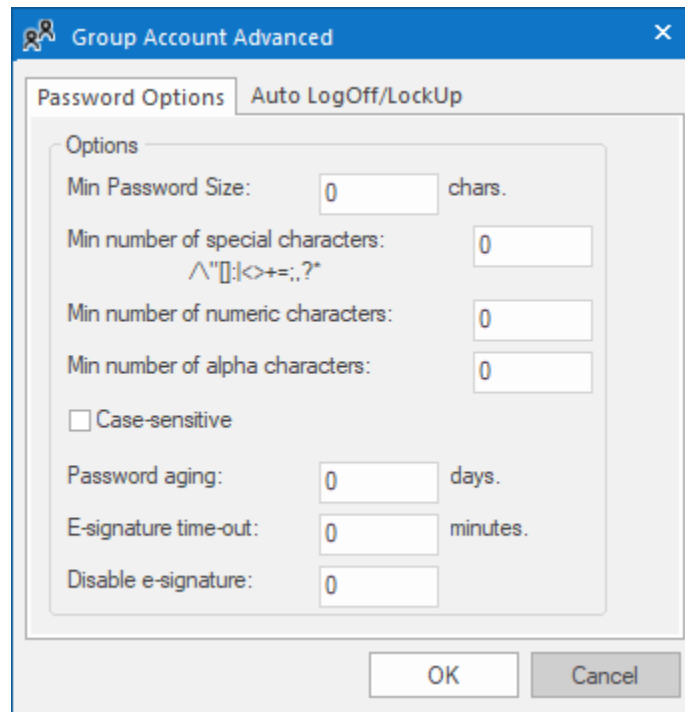 Group Account Advanced
Password Options Auto LogOff/LockUp
Options
Min Password Size: 0 chars.
Min number of special characters: 0
/\"[]:|<>+=;,?*
Min number of numeric characters: 0
Min number of alpha characters: 0
Case-sensitive
Password aging: 0 days.
E-signature time-out: 0 minutes.
Disable e-signature: 0
OK Cancel